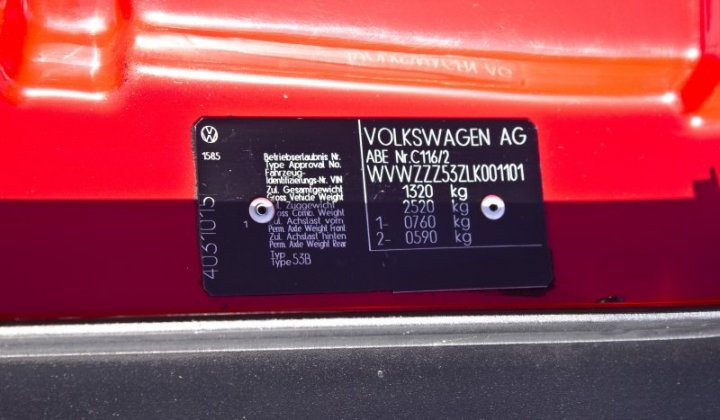 VOLKSWAGEN AG
1585
Betriebserlaubnis Nr.
Type Approval No.
ABE Nr. C116/2
Fahrzeug-
Identifizierungs-Nr. VIN
WVWZZZ53ZLK001101
Zul. Gesamtgewicht
Gross Vehicle Weight
1320 kg
Zul. Zuggewicht
Gross Comb. Weight
2520 kg
1
Zul. Achslast vorn
Perm. Axle Weight Front
1- 0760 kg
Zul. Achslast hinten
Perm. Axle Weight Rear
2- 0590 kg
Typ
Type 53B